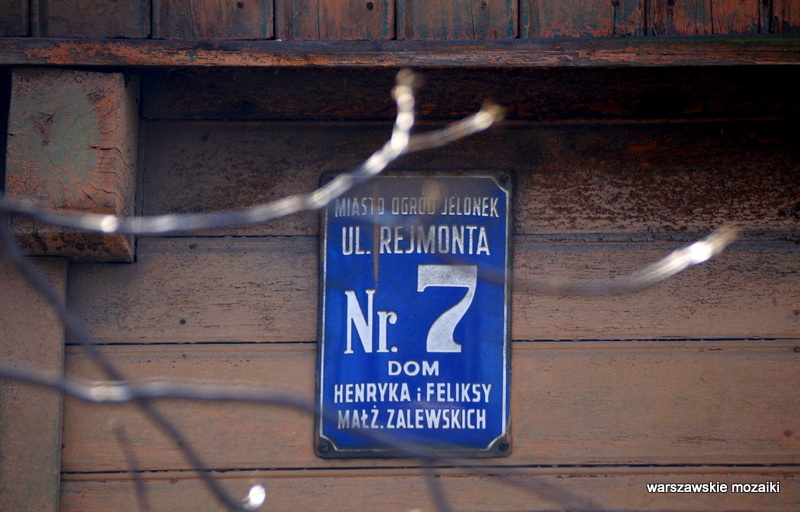 MIASTO OGRÓD JELONEK
UL. REJMONTA
Nr. 7
DOM
HENRYKA i FELIKSY
MAŁŻ. ZALEWSKICH
warszawskie mozaiki